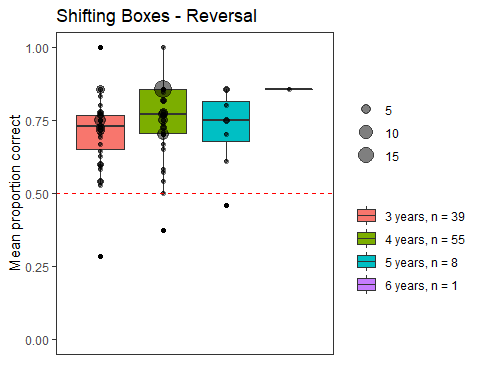 Shifting Boxes - Reversal
Mean proportion correct
1.00
0.75
0.50
0.25
0.00
5
10
15
3 years, n = 39
4 years, n = 55
5 years, n = 8
6 years, n = 1